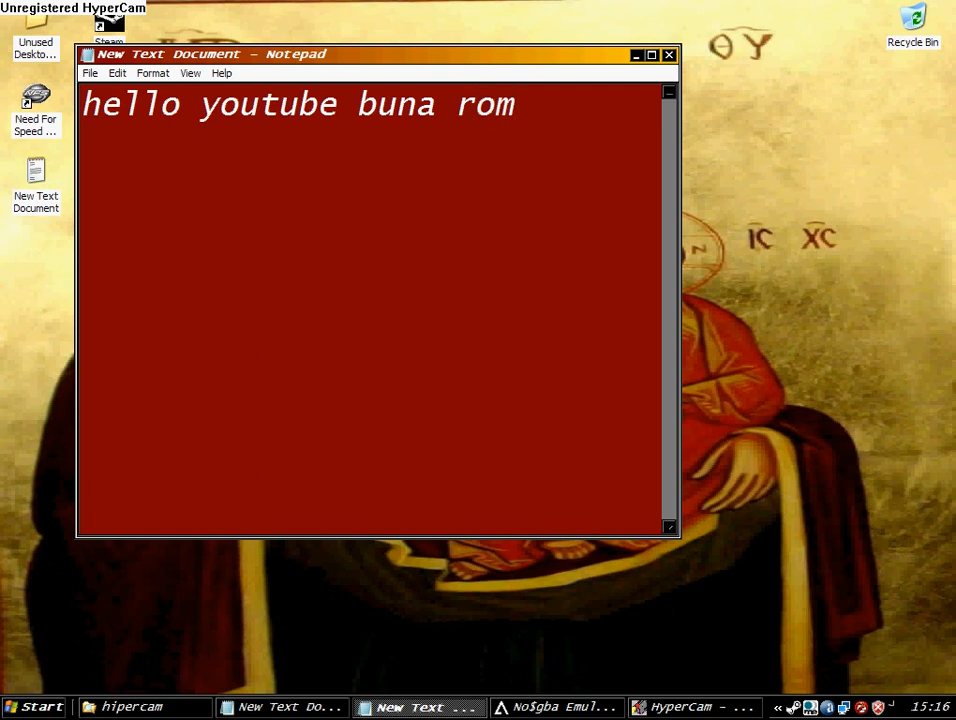 Unregistered HyperCam
Unused
Deskto...
Steam
Need For
Speed ...
New Text
Document
Recycle Bin
New Text Document - Notepad
File Edit Format View Help
hello youtube buna rom
ΘΥ
IC XC
Start
hipercam
New Text Do...
New Text ...
No$gba Emul...
HyperCam - ...
«
15:16